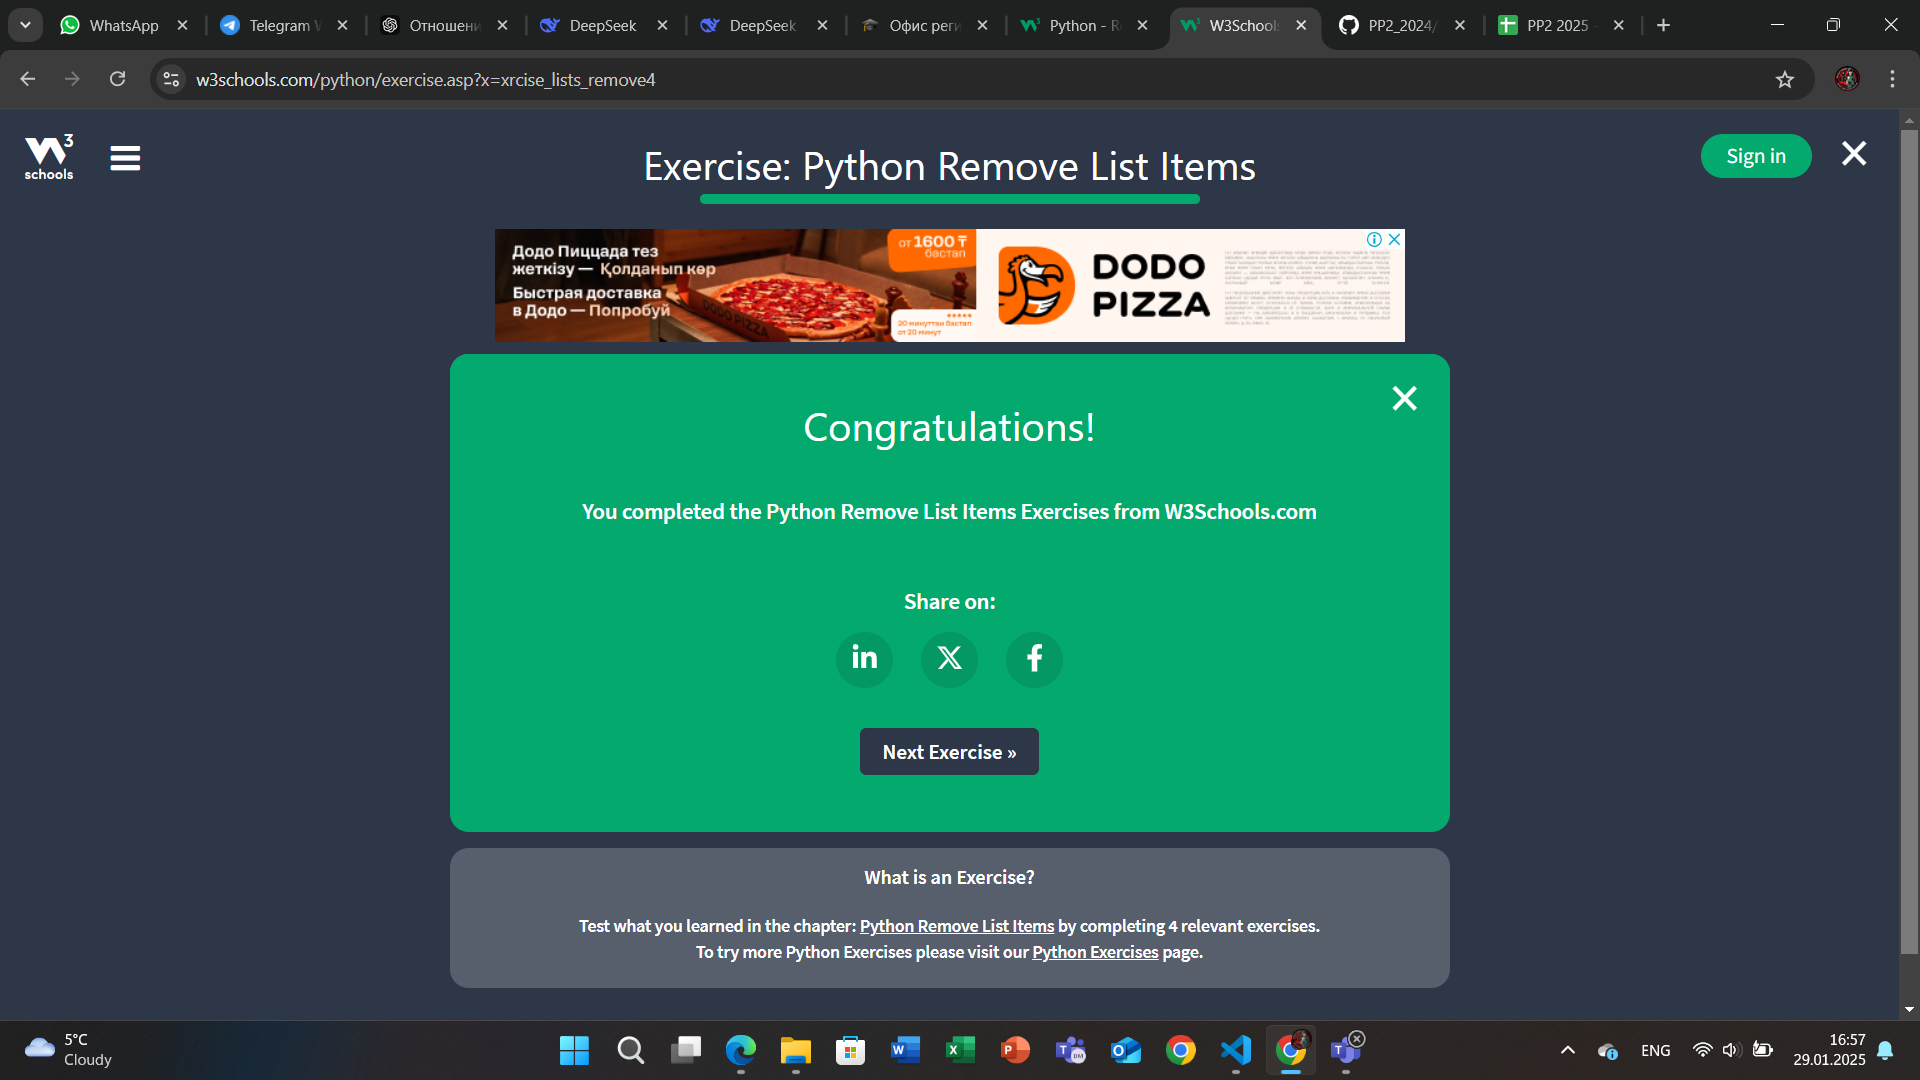 WhatsApp
Telegram
Отношени
DeepSeek
DeepSeek
Офис реги
Python - R
W3Schools
PP2_2024/
PP2 2025 -
w3schools.com/python/exercise.asp?x=xrcise_lists_remove4
W3
schools
Exercise: Python Remove List Items
Sign in
Додо Пиццада тез
жеткізу — Қолданып көр
Быстрая доставка
в Додо — Попробуй
от 1600 ₸
бастап
DODO PIZZA
20 минуттан бастап
от 20 минут
DODO
PIZZA
Congratulations!
You completed the Python Remove List Items Exercises from W3Schools.com
Share on:
in
X
f
Next Exercise »
What is an Exercise?
Test what you learned in the chapter: Python Remove List Items by completing 4 relevant exercises.
To try more Python Exercises please visit our Python Exercises page.
5°C
Cloudy
ENG
16:57
29.01.2025